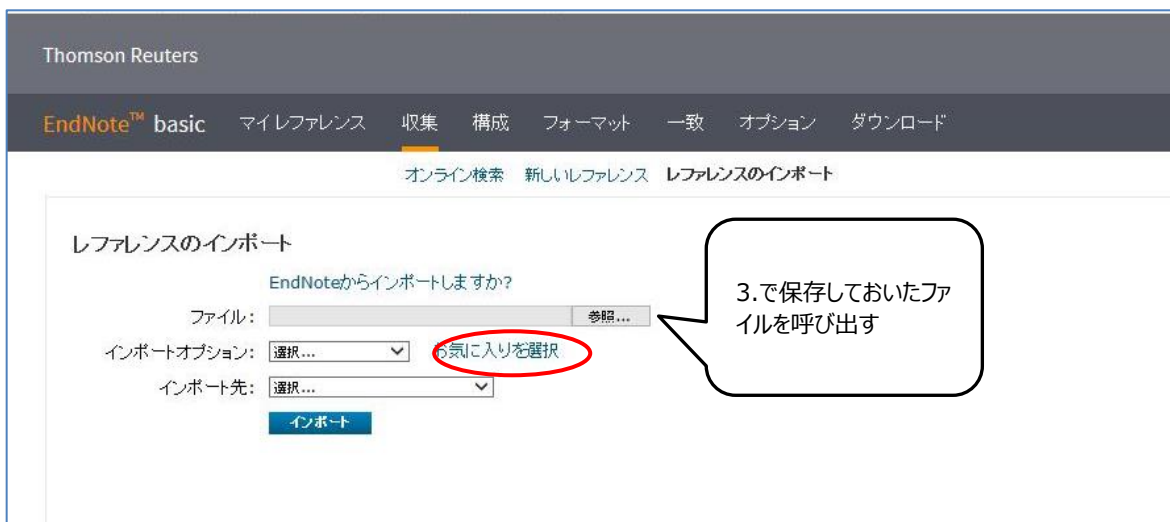 Thomson Reuters
EndNote™ basic マイレファレンス 収集 構成 フォーマット 一致 オプション ダウンロード
オンライン検索 新しいレファレンス レファレンスのインポート
レファレンスのインポート
EndNoteからインポートしますか?
ファイル: 参照...
インポートオプション: 選択... お気に入りを選択
インポート先: 選択...
インポート
3.で保存しておいたファ
イルを呼び出す